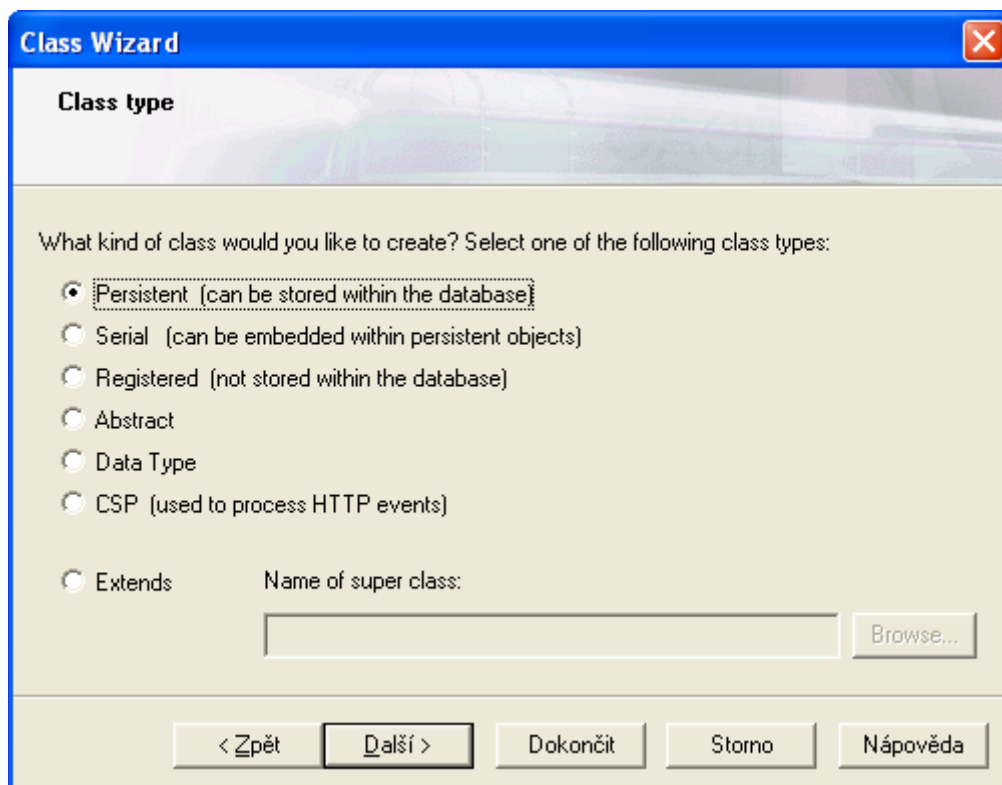 Class Wizard
Class type
What kind of class would you like to create? Select one of the following class types:
Persistent (can be stored within the database)
Serial (can be embedded within persistent objects)
Registered (not stored within the database)
Abstract
Data Type
CSP (used to process HTTP events)
Extends Name of super class:
Browse...
< Zpět Další > Dokončit Storno Nápověda